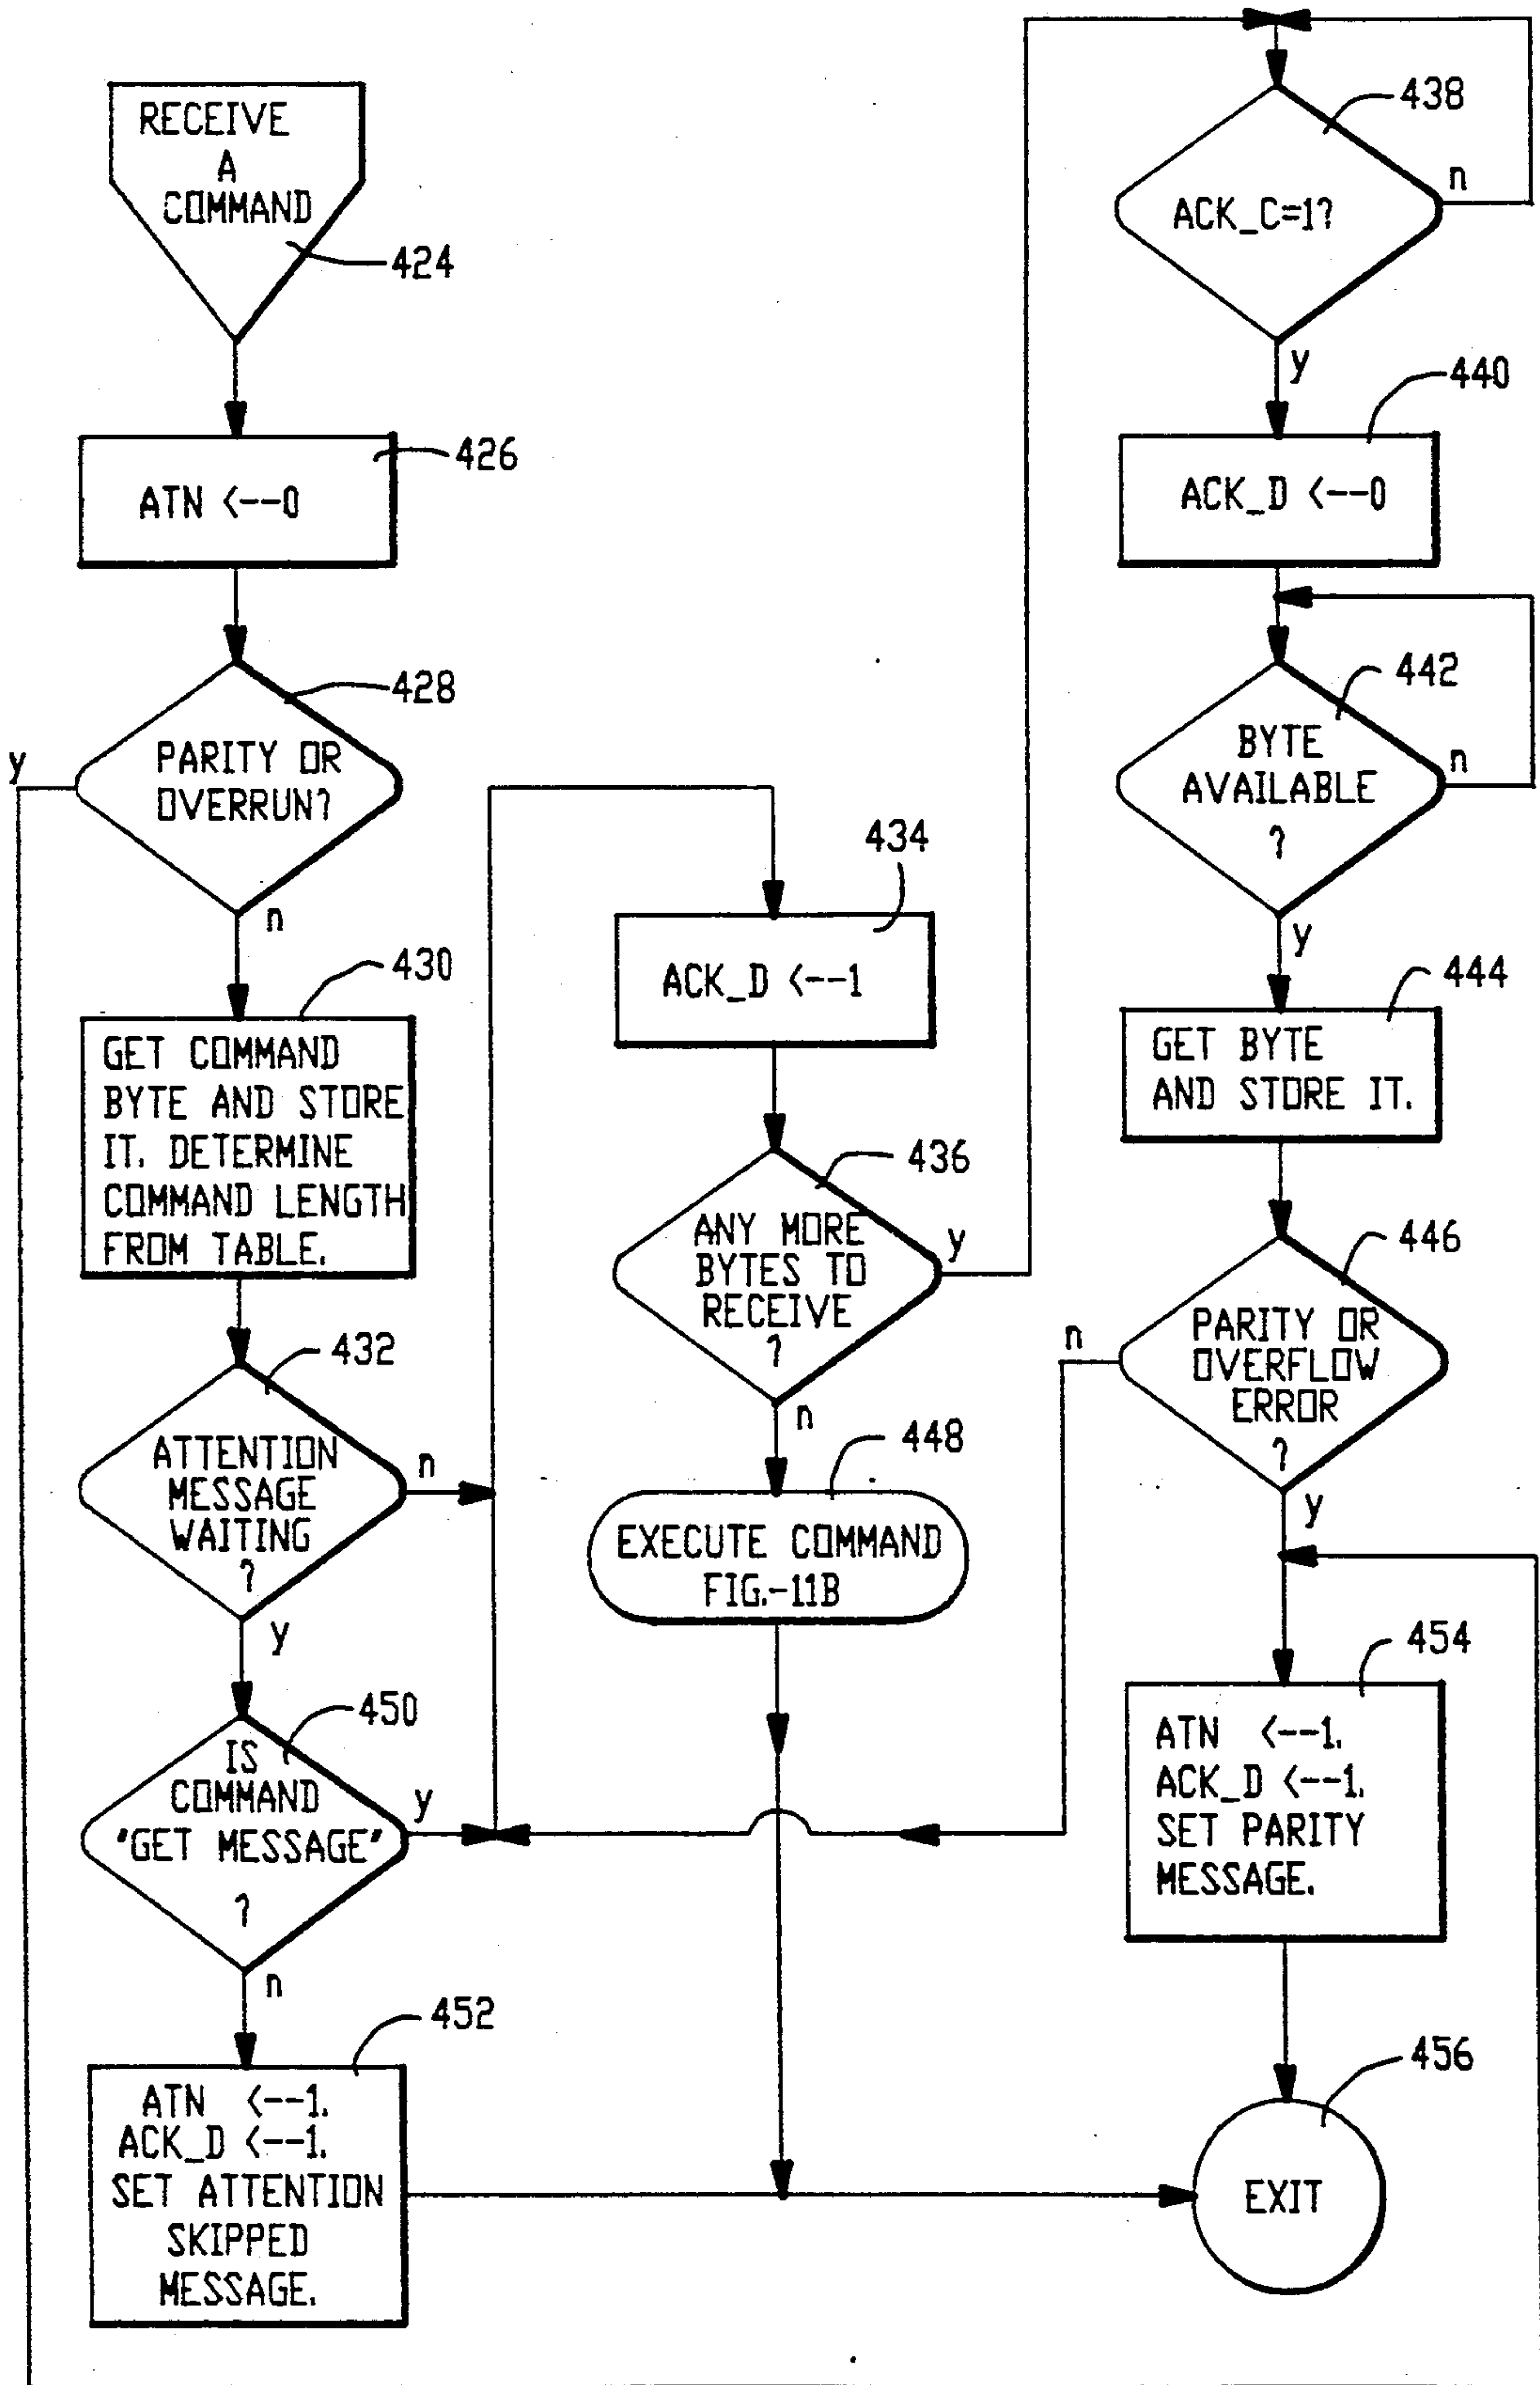 RECEIVE
A
COMMAND
424
ATN <--0
426
PARITY OR
OVERRUN?
428
y
n
GET COMMAND
BYTE AND STORE
IT. DETERMINE
COMMAND LENGTH
FROM TABLE.
430
ATTENTION
MESSAGE
WAITING
?
432
n
y
IS
COMMAND
"GET MESSAGE"
?
450
y
n
ATN <--1.
ACK_D <--1.
SET ATTENTION
SKIPPED
MESSAGE.
452
434
ACK_D <--1
436
ANY MORE
BYTES TO
RECEIVE
?
y
n
448
EXECUTE COMMAND
FIG.-11B
438
ACK_C=1?
n
y
440
ACK_D <--0
442
BYTE
AVAILABLE
?
n
y
444
GET BYTE
AND STORE IT.
446
PARITY OR
OVERFLOW
ERROR
?
n
y
454
ATN <--1.
ACK_D <--1.
SET PARITY
MESSAGE.
456
EXIT